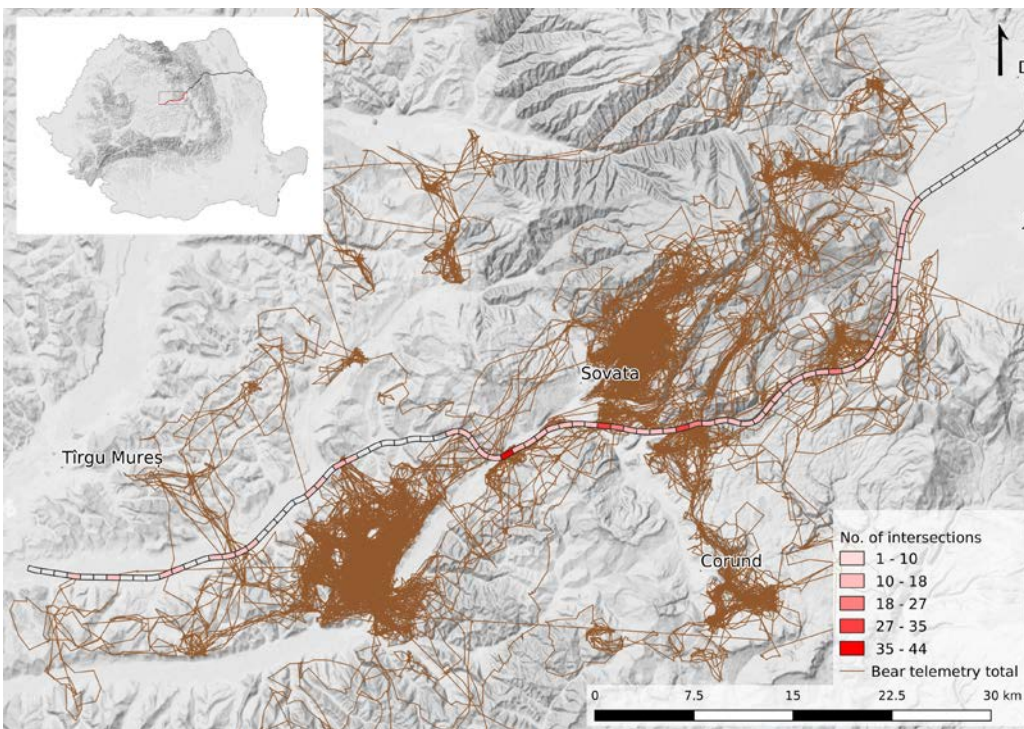 D
Sovata
Tîrgu Mureș
Corund
No. of intersections
1 - 10
10 - 18
18 - 27
27 - 35
35 - 44
Bear telemetry total
0 7.5 15 22.5 30 km